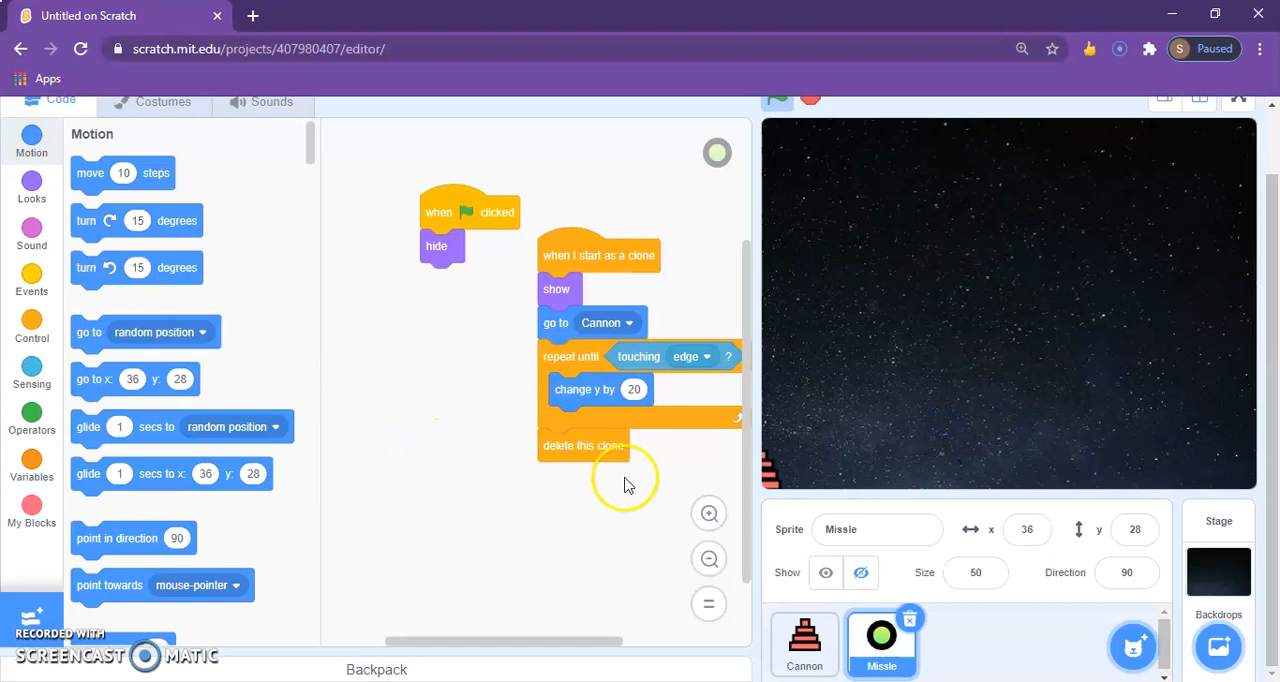 Untitled on Scratch
scratch.mit.edu/projects/407980407/editor/
S Paused
Apps
Code Costumes Sounds
Motion
Looks
Sound
Events
Control
Sensing
Operators
Variables
My Blocks
Motion
move 10 steps
turn 15 degrees
turn 15 degrees
go to random position
go to x: 36 y: 28
glide 1 secs to random position
glide 1 secs to x: 36 y: 28
point in direction 90
point towards mouse-pointer
when clicked
hide
when I start as a clone
show
go to Cannon
repeat until touching edge ?
change y by 20
delete this clone
Sprite Missle x 36 y 28
Show Size 50 Direction 90
Cannon
Missle
Stage
Backdrops
Backpack
RECORDED WITH
SCREENCAST MATIC